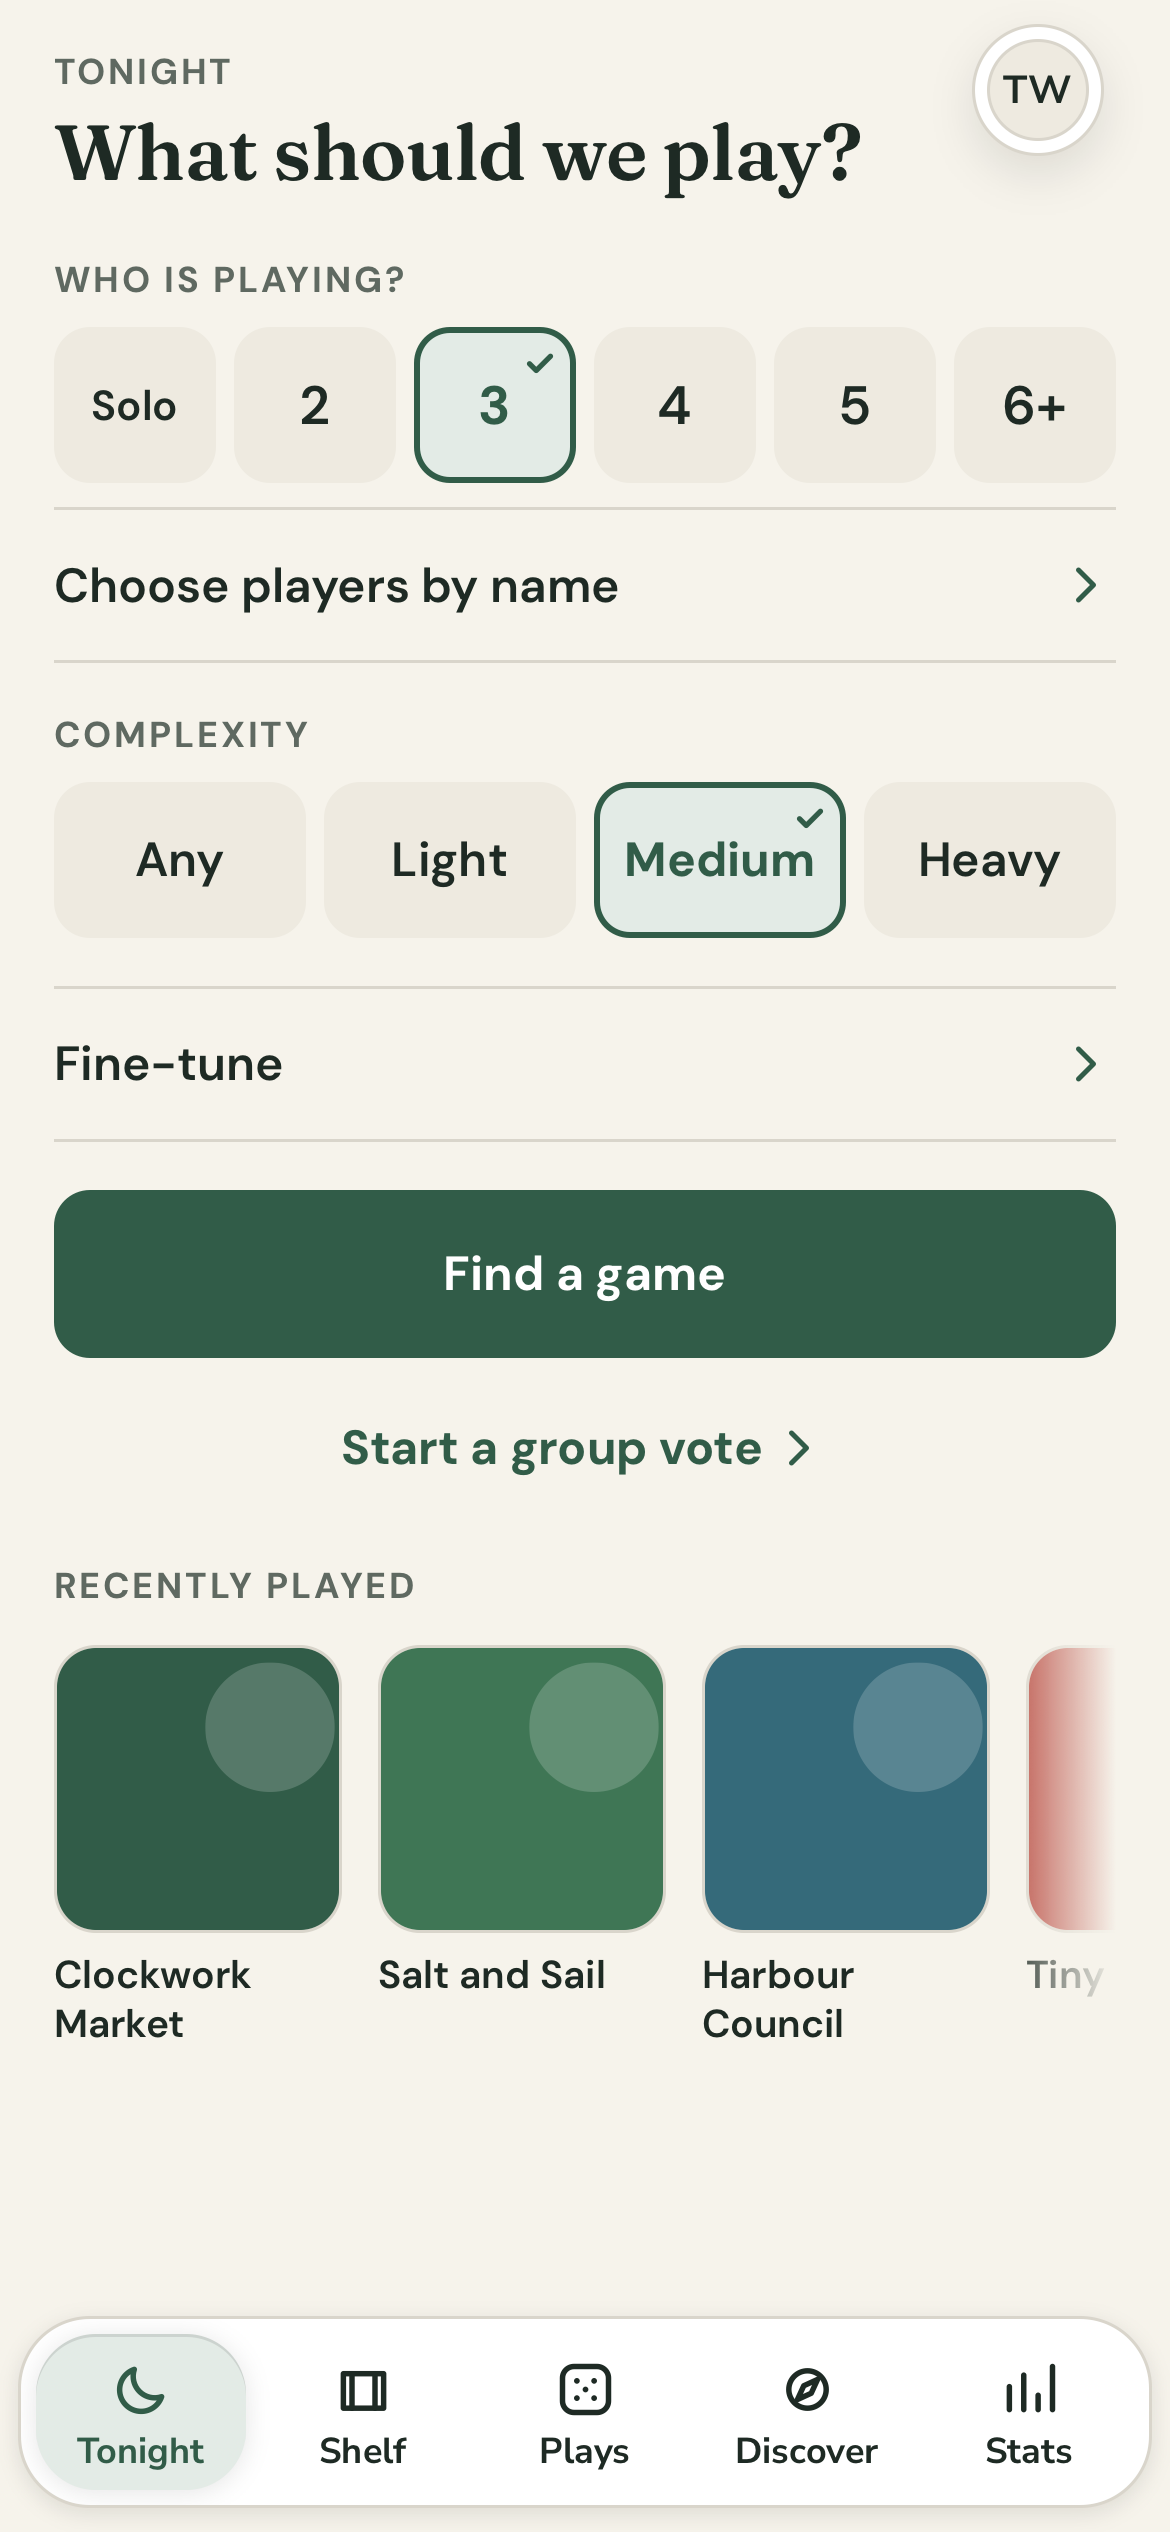 TONIGHT
TW
What should we play?
WHO IS PLAYING?
Solo
2
3
4
5
6+
Choose players by name
COMPLEXITY
Any
Light
Medium
Heavy
Fine-tune
Find a game
Start a group vote
RECENTLY PLAYED
Clockwork
Market
Salt and Sail
Harbour
Council
Tiny
Tonight
Shelf
Plays
Discover
Stats